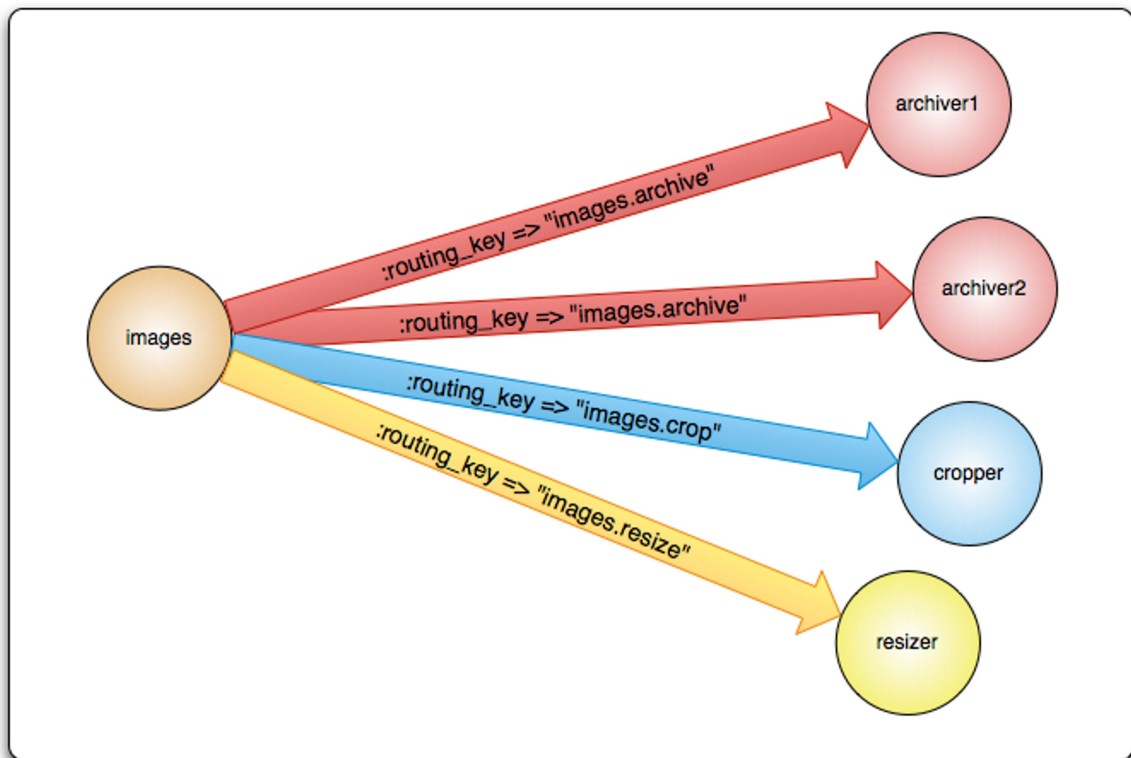 archiver1
:routing_key => "images.archive"
archiver2
:routing_key => "images.archive"
images
:routing_key => "images.crop"
cropper
:routing_key => "images.resize"
resizer